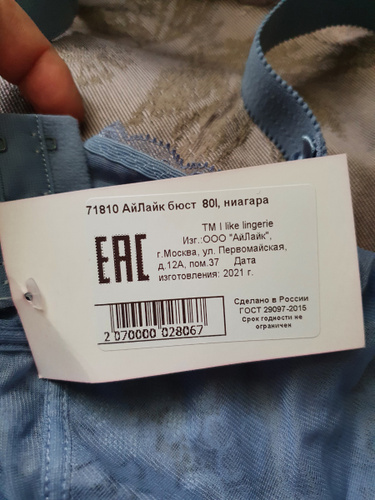 71810 АйЛайк бюст 80I, ниагара
TM I like lingerie
Изг.:ООО "АйЛайк",
г.Москва, ул. Первомайская,
д.12А, пом.37 Дата
изготовления: 2021 г.
EAC
Сделано в России
ГОСТ 29097-2015
Срок годности не
ограничен
2 070000 028067